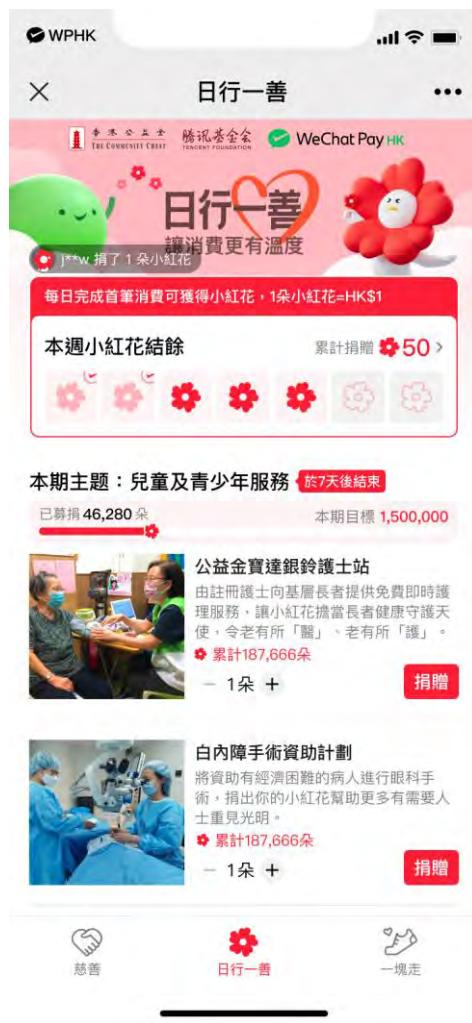 WPHK
日行一善
香港公益金
THE COMMUNITY CHEST
騰讯基金会
TENCENT FOUNDATION
WeChat Pay HK
日行一善
讓消費更有溫度
j**w 捐了 1 朵小紅花
每日完成首筆消費可獲得小紅花，1朵小紅花=HK$1
本週小紅花結餘
累計捐贈 50 >
本期主題：兒童及青少年服務 於7天後結束
已募捐 46,280 朵
本期目標 1,500,000
公益金寶達銀鈴護士站
由註冊護士向基層長者提供免費即時護
理服務、讓小紅花擔當長者健康守護天
使，令老有所「醫」、老有所「護」。
累計187,666朵
− 1朵 +
捐贈
白內障手術資助計劃
將資助有經濟困難的病人進行眼科手
術，捐出你的小紅花幫助更多有需要人
士重見光明。
累計187,666朵
− 1朵 +
捐贈
慈善
日行一善
一塊走